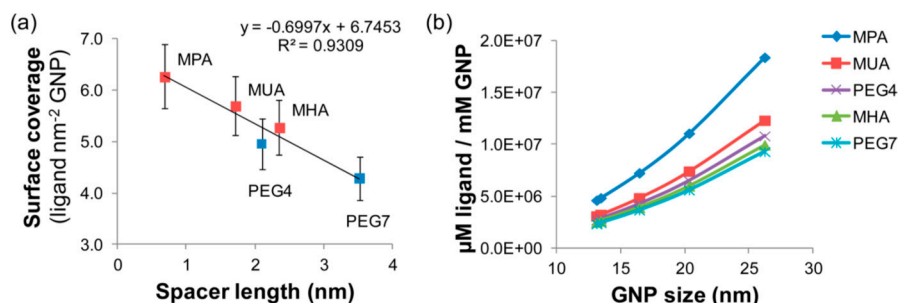 (a)
y = -0.6997x + 6.7453
R² = 0.9309
7.0
6.0
5.0
4.0
3.0
MPA
MUA
MHA
PEG4
PEG7
0 1 2 3 4
Surface coverage
(ligand nm⁻² GNP)
Spacer length (nm)
(b)
2.0E+07
1.5E+07
1.0E+07
5.0E+06
0.0E+00
10 15 20 25 30
µM ligand / mM GNP
GNP size (nm)
MPA
MUA
PEG4
MHA
PEG7